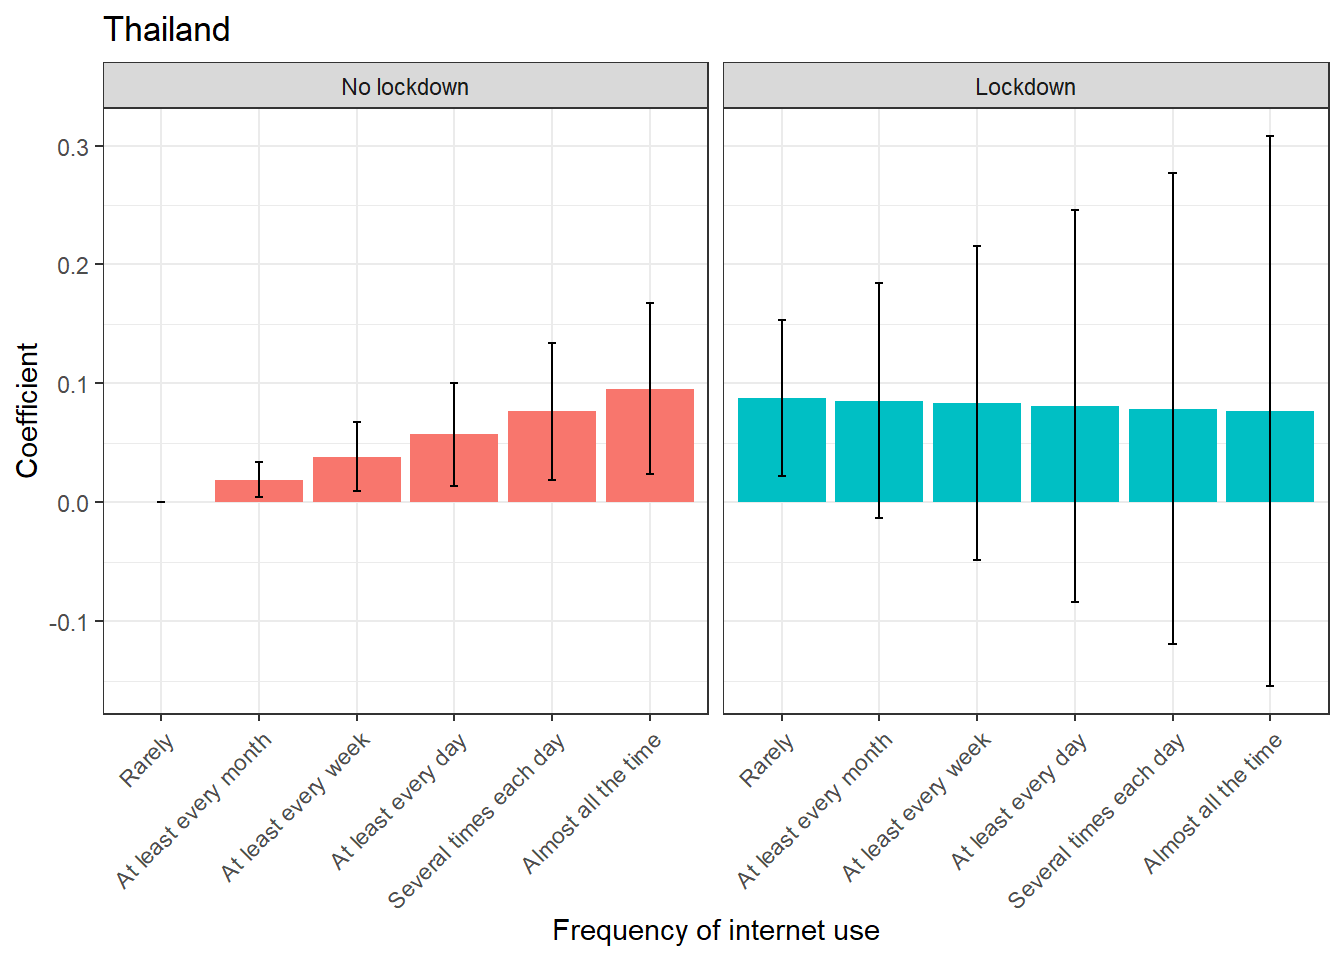 Thailand
No lockdown
Lockdown
Coefficient
0.3
0.2
0.1
0.0
-0.1
Rarely
At least every month
At least every week
At least every day
Several times each day
Almost all the time
Rarely
At least every month
At least every week
At least every day
Several times each day
Almost all the time
Frequency of internet use